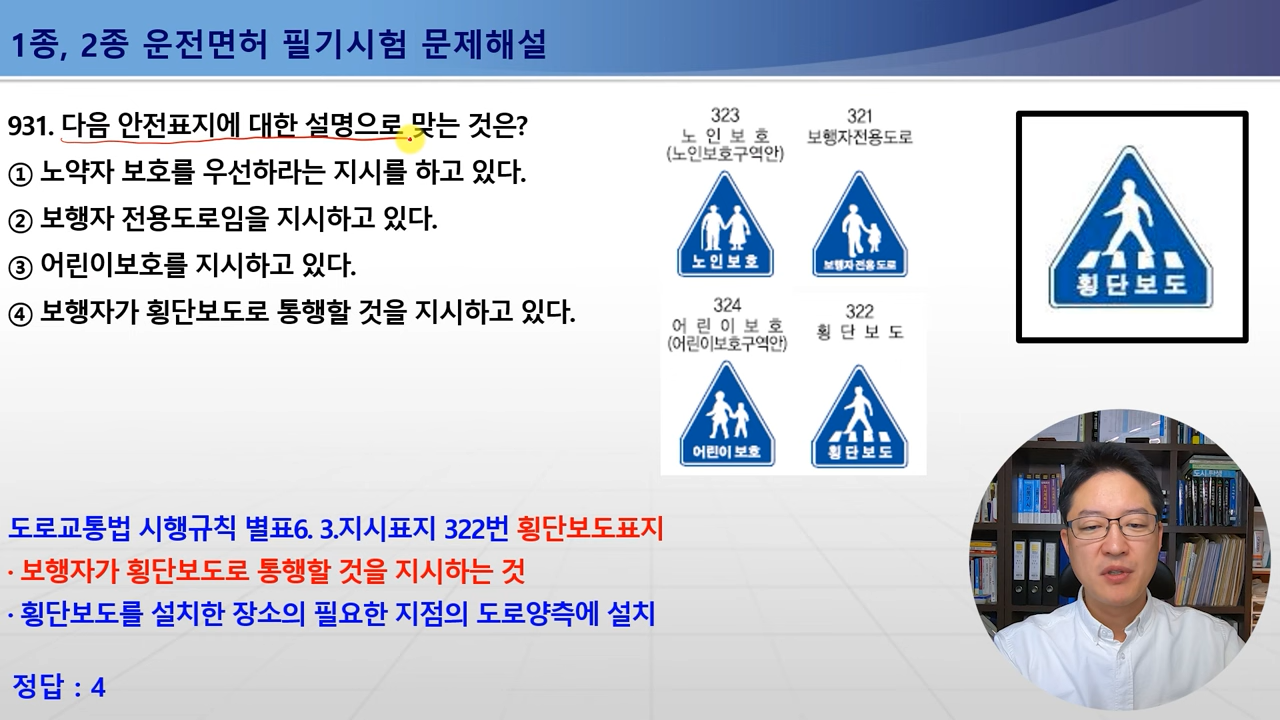 1종, 2종 운전면허 필기시험 문제해설
931. 다음 안전표지에 대한 설명으로 맞는 것은?
① 노약자 보호를 우선하라는 지시를 하고 있다.
② 보행자 전용도로임을 지시하고 있다.
③ 어린이보호를 지시하고 있다.
④ 보행자가 횡단보도로 통행할 것을 지시하고 있다.
323
노 인 보 호
(노인보호구역안)
노인보호
321
보행자전용도로
보행자전용도로
324
어 린 이 보 호
(어린이보호구역안)
어린이보호
322
횡 단 보 도
횡단보도
횡단보도
도로교통법 시행규칙 별표6. 3.지시표지 322번 횡단보도표지
· 보행자가 횡단보도로 통행할 것을 지시하는 것
· 횡단보도를 설치한 장소의 필요한 지점의 도로양측에 설치
정답 : 4